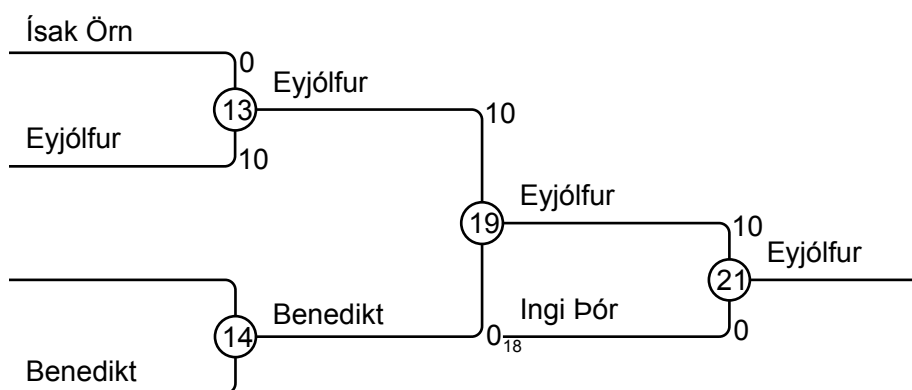 Ísak Örn
0
13
Eyjólfur
Eyjólfur
10
10
19
Eyjólfur
10
21
Eyjólfur
14
Benedikt
0
18
Ingi Þór
0
Benedikt